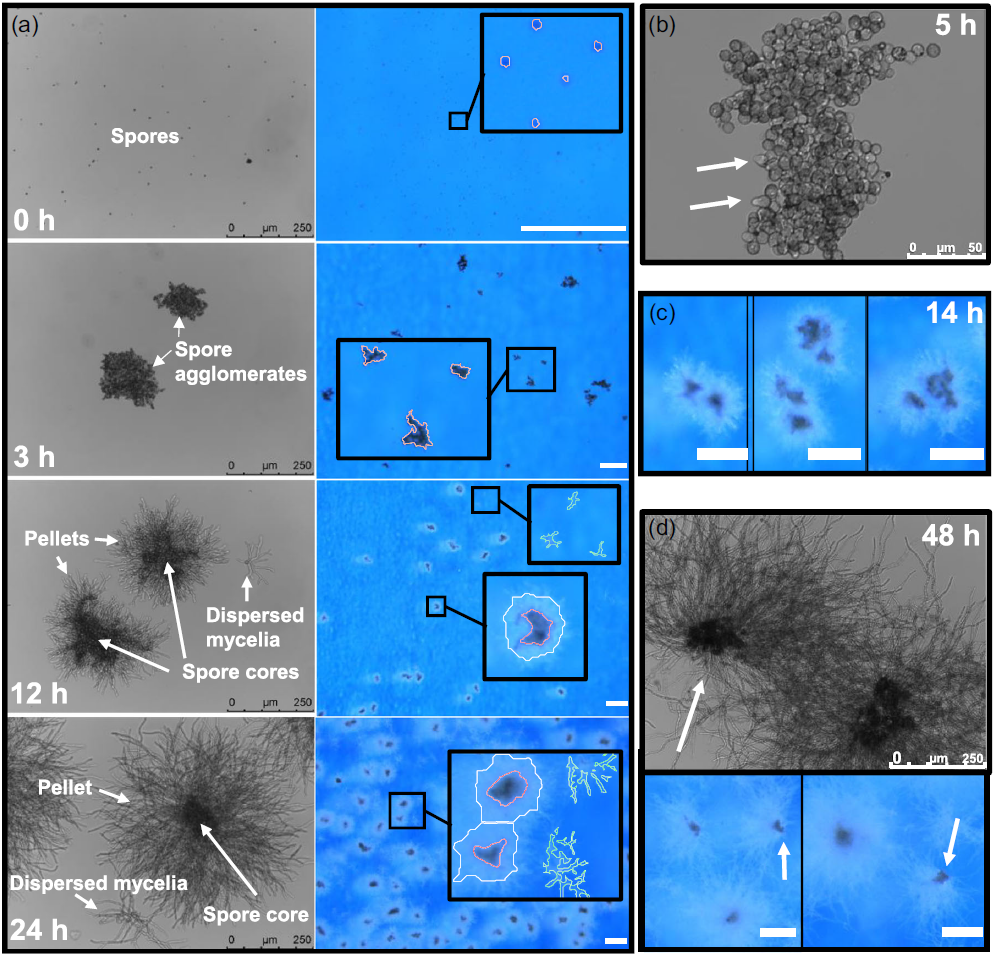 (a)
Spores
0 h
0 µm 250
Spore
agglomerates
3 h
0 µm 250
Pellets
Dispersed
mycelia
Spore cores
12 h
0 µm 250
Pellet
Dispersed mycelia
Spore core
24 h
0 µm 250
(b)
5 h
0 µm 50
(c)
14 h
(d)
48 h
0 µm 250